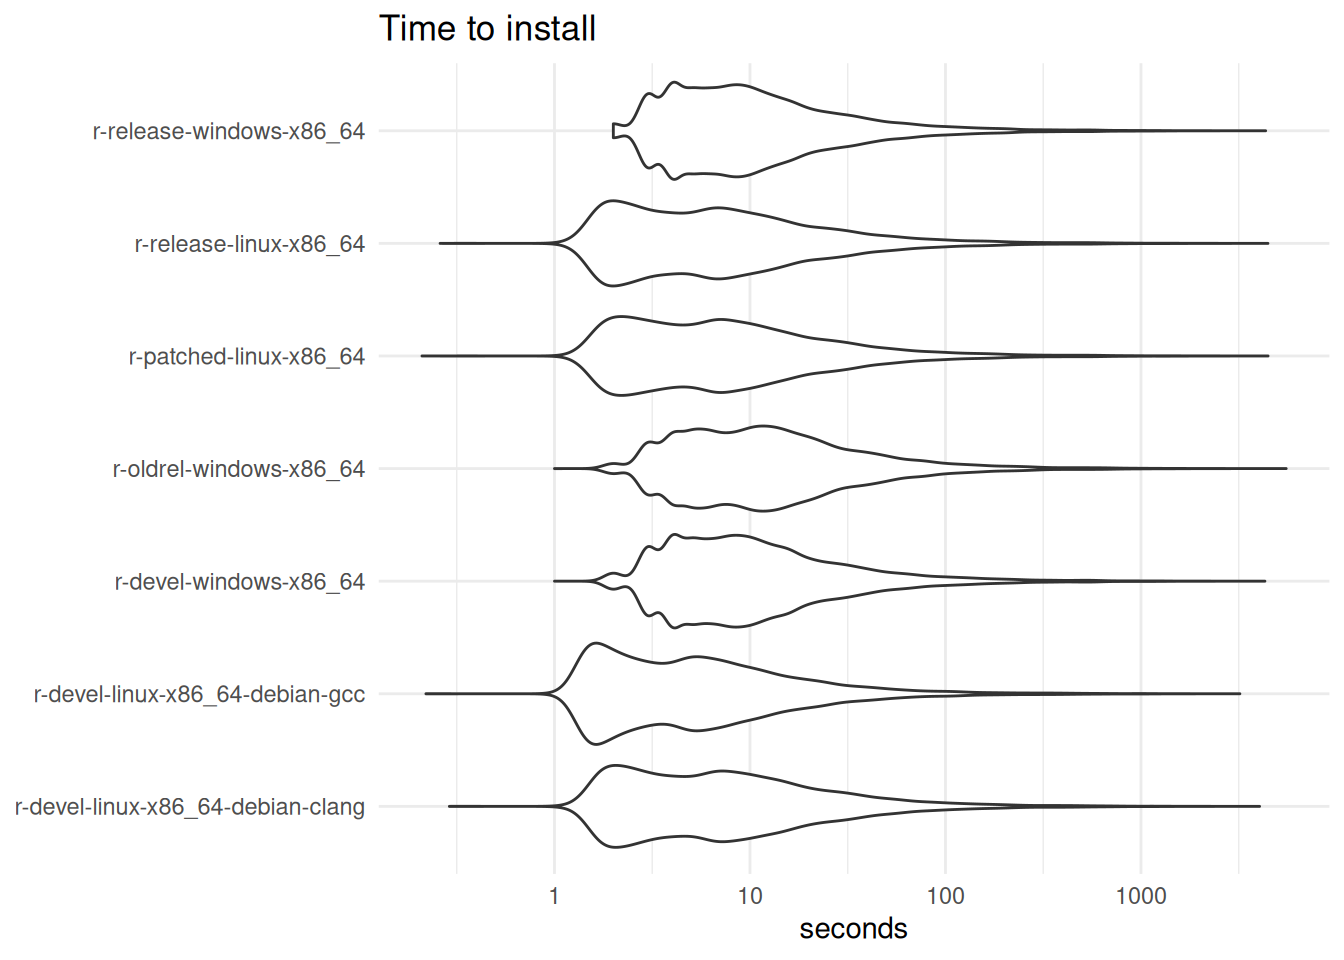 Time to install
r-release-windows-x86_64
r-release-linux-x86_64
r-patched-linux-x86_64
r-oldrel-windows-x86_64
r-devel-windows-x86_64
r-devel-linux-x86_64-debian-gcc
r-devel-linux-x86_64-debian-clang
1 10 100 1000
seconds